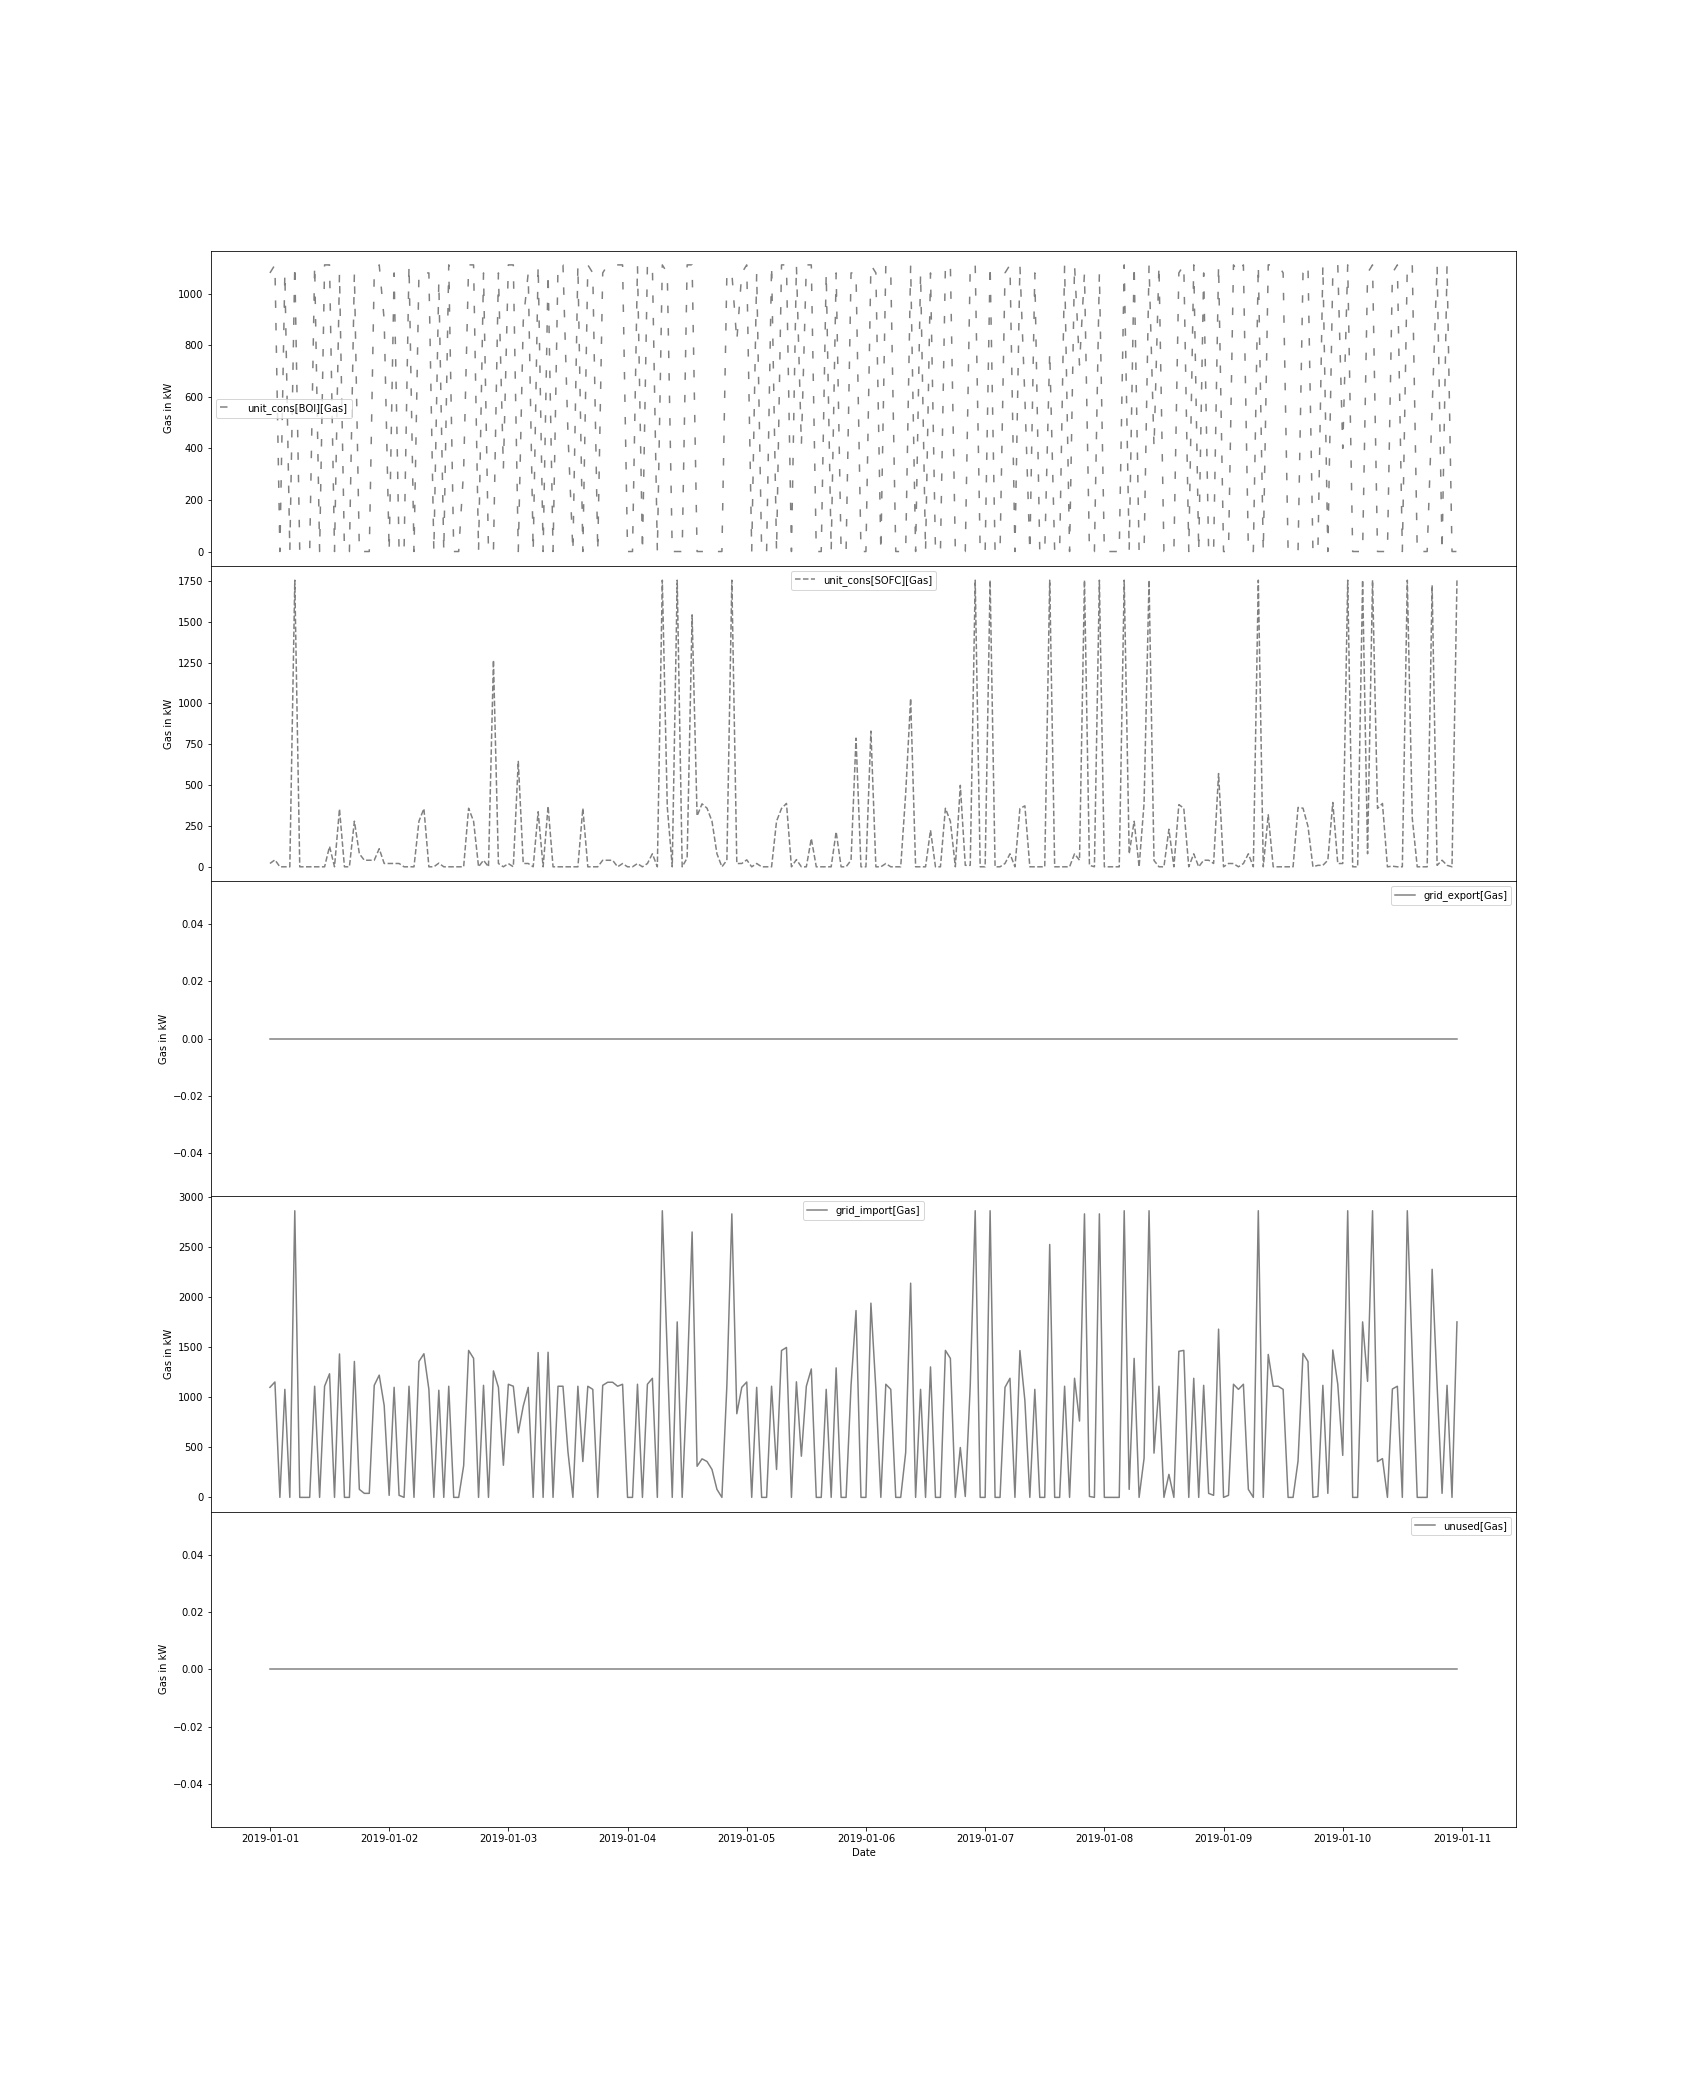 1000
800
600
400
200
0
Gas in kW
unit_cons[BOI][Gas]
1750
1500
1250
1000
750
500
250
0
Gas in kW
unit_cons[SOFC][Gas]
0.04
0.02
0.00
−0.02
−0.04
Gas in kW
grid_export[Gas]
3000
2500
2000
1500
1000
500
0
Gas in kW
grid_import[Gas]
0.04
0.02
0.00
−0.02
−0.04
Gas in kW
unused[Gas]
2019-01-01 2019-01-02 2019-01-03 2019-01-04 2019-01-05 2019-01-06 2019-01-07 2019-01-08 2019-01-09 2019-01-10 2019-01-11
Date